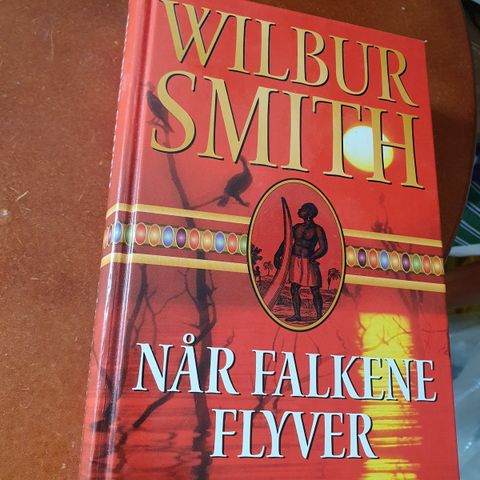 WILBUR
SMITH
NÅR FALKENE
FLYVER